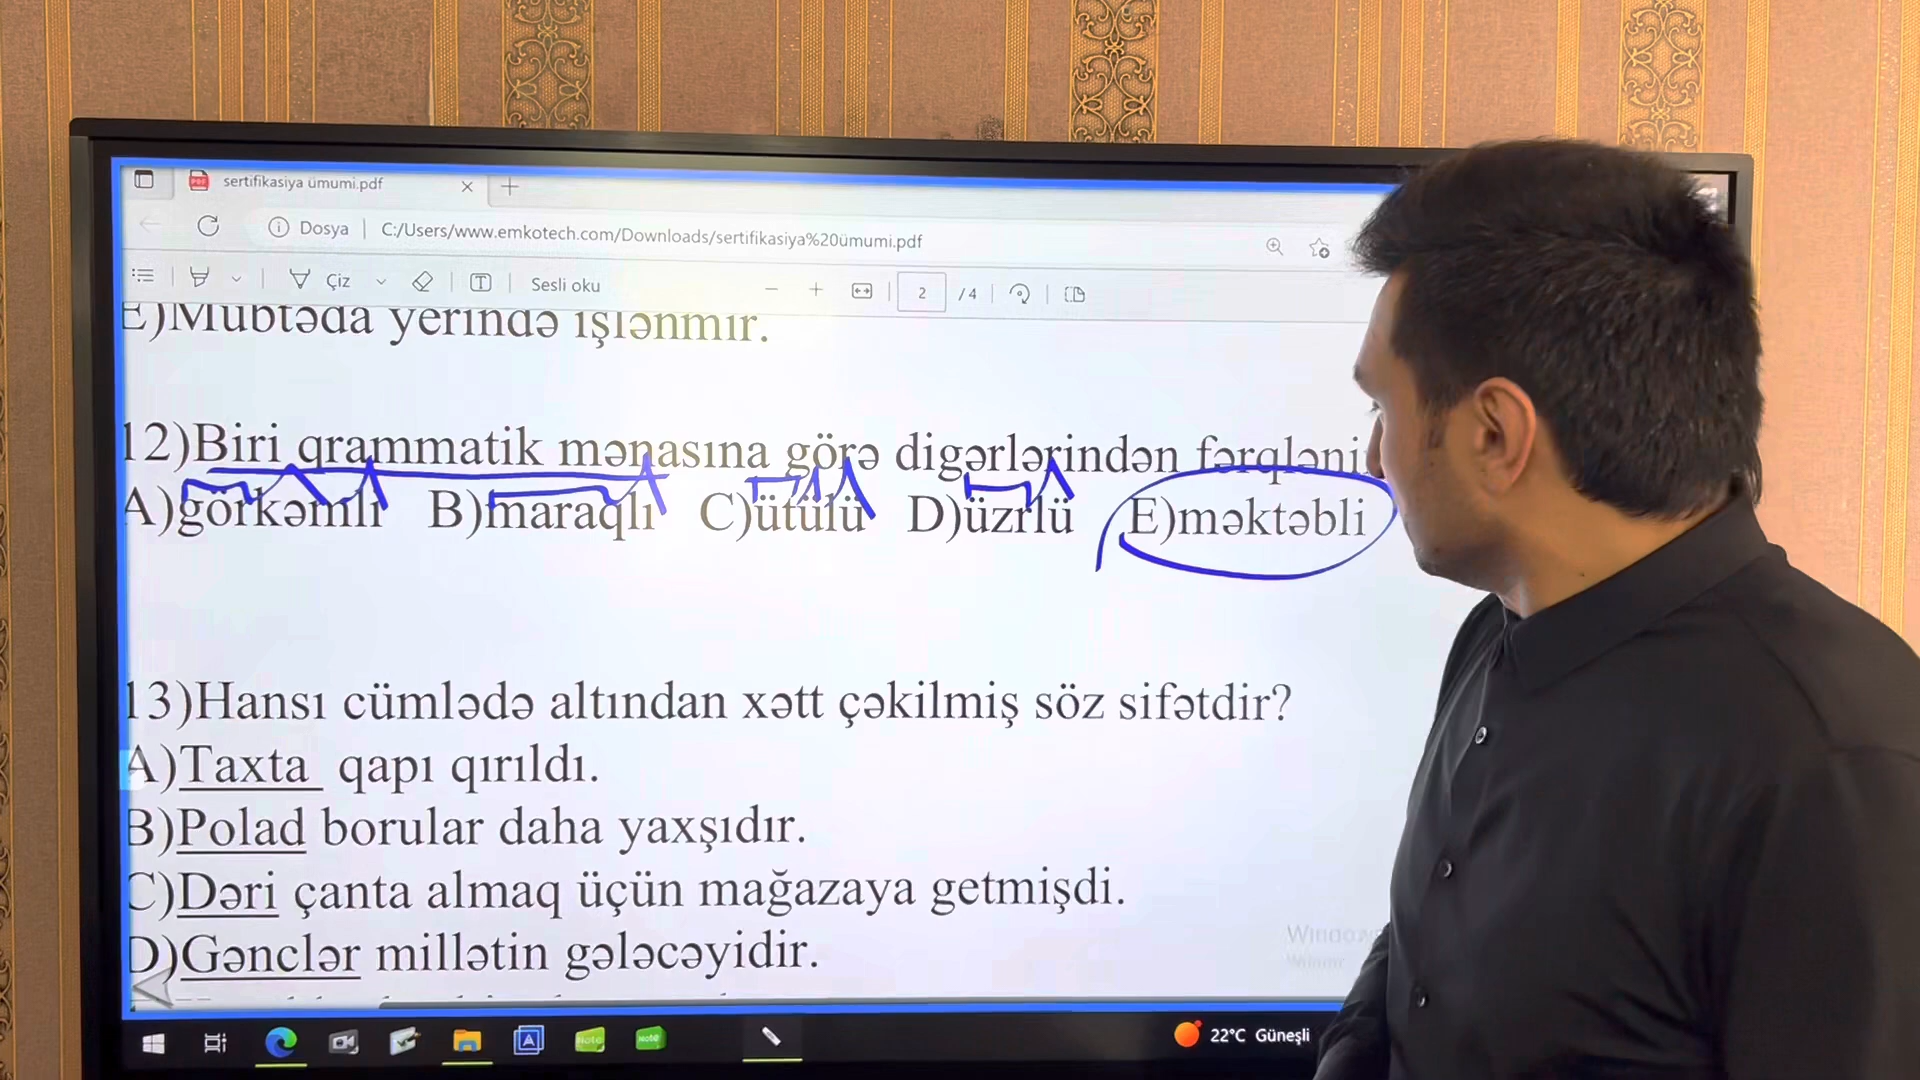 sertifikasiya ümumi.pdf
Dosya
C:/Users/www.emkotech.com/Downloads/sertifikasiya%20ümumi.pdf
Çiz
Sesli oku
2 /4
E)Mübtəda yerində işlənmir.
12)Biri qrammatik mənasına görə digərlərindən
A)görkəmli B)maraqlı C)ütülü D)üzrlü E)məktəbli
13)Hansı cümlədə altından xətt çəkilmiş söz sifətdir?
A)Taxta qapı qırıldı.
B)Polad borular daha yaxşıdır.
C)Dəri çanta almaq üçün mağazaya getmişdi.
D)Gənclər millətin gələcəyidir.
22°C Güneşli